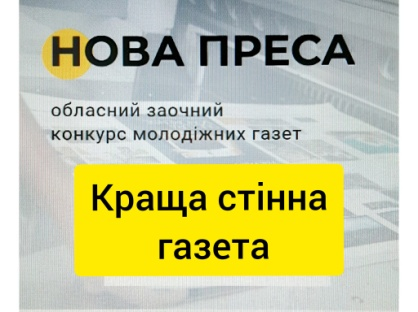 НОВА ПРЕСА
обласний заочний
конкурс молодіжних газет
Краща стінна
газета